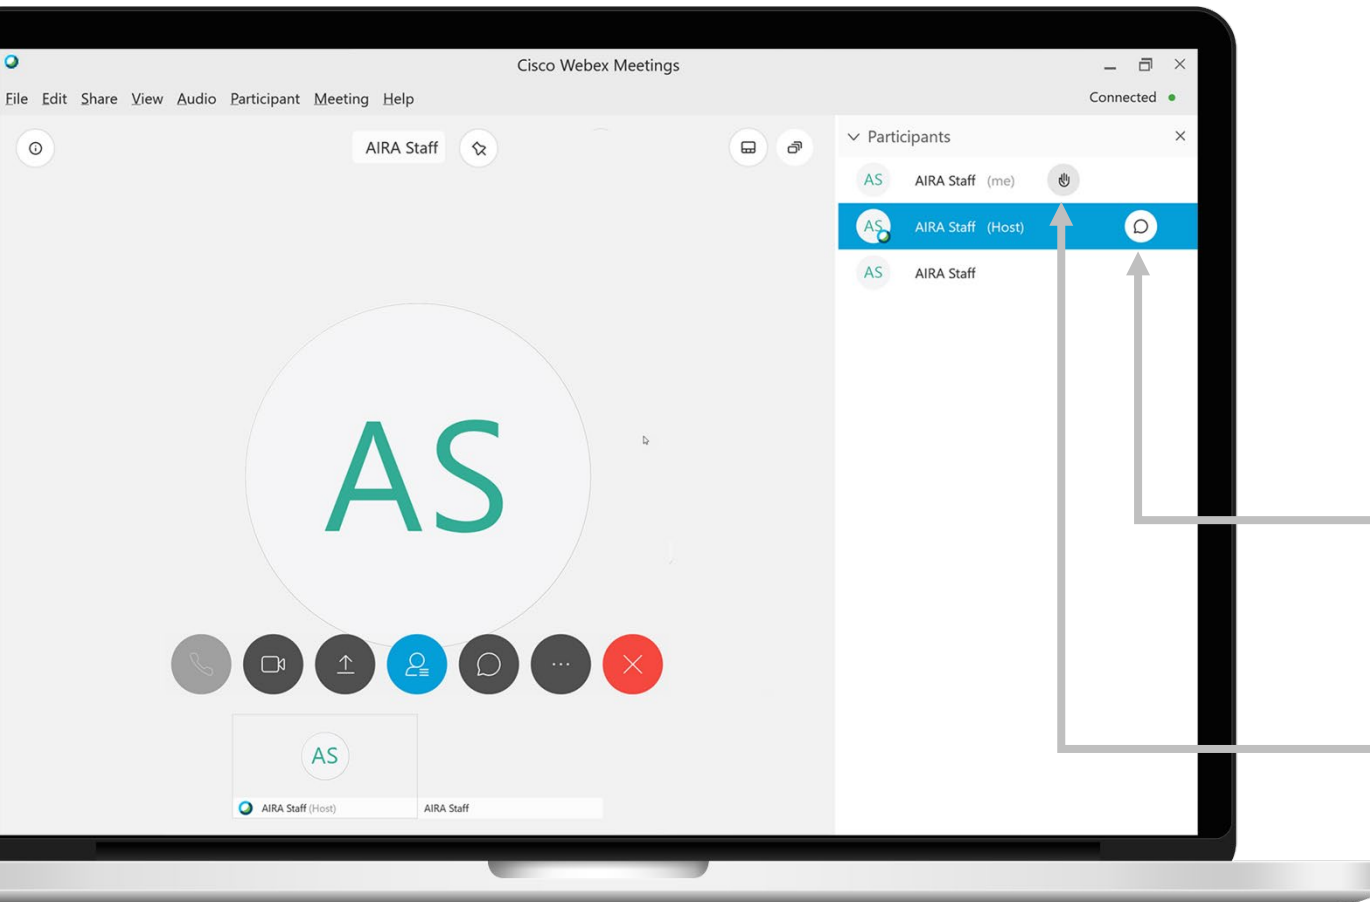 Cisco Webex Meetings
File Edit Share View Audio Participant Meeting Help
Connected
AIRA Staff
Participants
AS AIRA Staff (me)
AS AIRA Staff (Host)
AS AIRA Staff
AS
AS
AIRA Staff (Host)
AIRA Staff